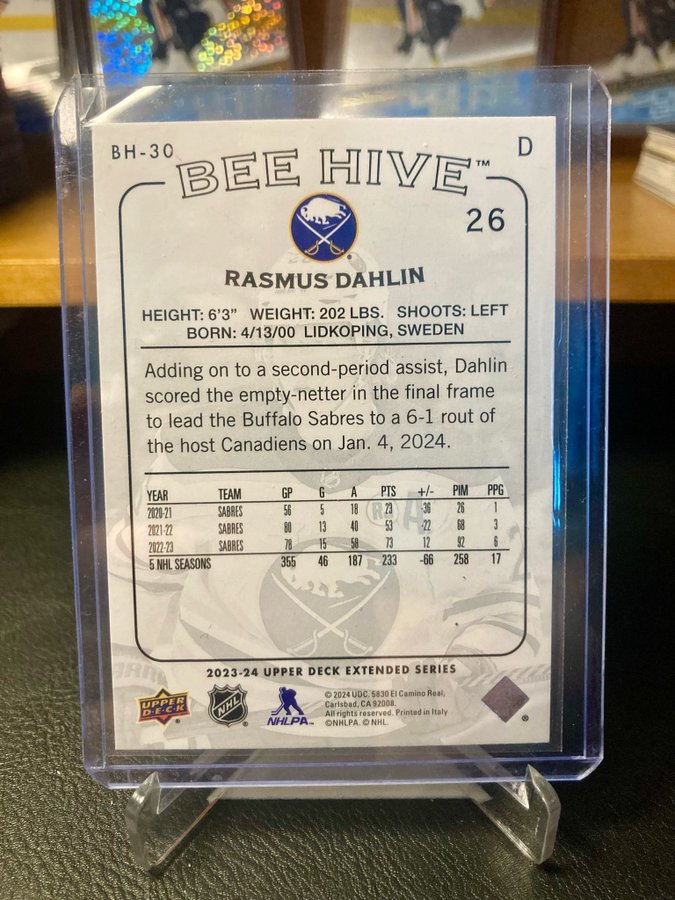 BH-30
D
BEE HIVE™
26
RASMUS DAHLIN
HEIGHT: 6'3" WEIGHT: 202 LBS. SHOOTS: LEFT
BORN: 4/13/00 LIDKOPING, SWEDEN
Adding on to a second-period assist, Dahlin
scored the empty-netter in the final frame
to lead the Buffalo Sabres to a 6-1 rout of
the host Canadiens on Jan. 4, 2024.
YEAR TEAM GP G A PTS +/- PIM PPG
2020-21 SABRES 56 5 18 23 -36 26 1
2021-22 SABRES 80 13 40 53 -22 68 3
2022-23 SABRES 78 15 58 73 12 92 6
5 NHL SEASONS 355 46 187 233 -66 258 17
2023-24 UPPER DECK EXTENDED SERIES
UPPER DECK
NHL
NHLPA™
© 2024 UDC. 5830 El Camino Real,
Carlsbad, CA 92008.
All rights reserved. Printed in Italy
©NHLPA. © NHL.